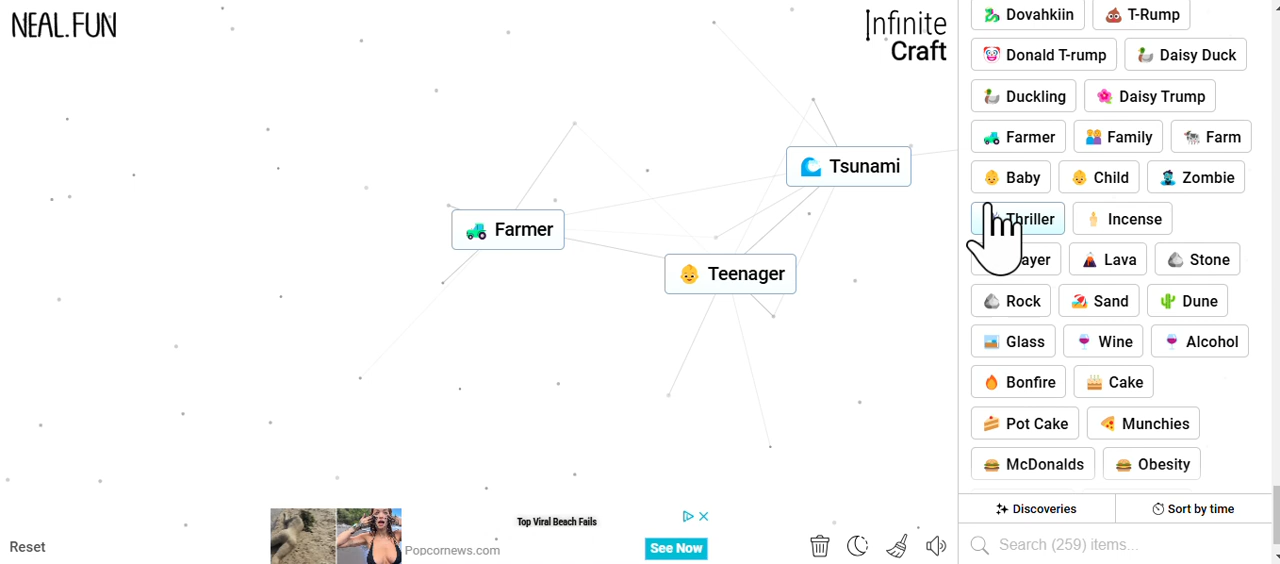 NEAL.FUN
Infinite
Craft
Tsunami
Farmer
Teenager
Dovahkiin T-Rump
Donald T-rump Daisy Duck
Duckling Daisy Trump
Farmer Family Farm
Baby Child Zombie
Thriller Incense
ayer Lava Stone
Rock Sand Dune
Glass Wine Alcohol
Bonfire Cake
Pot Cake Munchies
McDonalds Obesity
Discoveries Sort by time
Search (259) items...
Top Viral Beach Fails
Popcornews.com
See Now
Reset